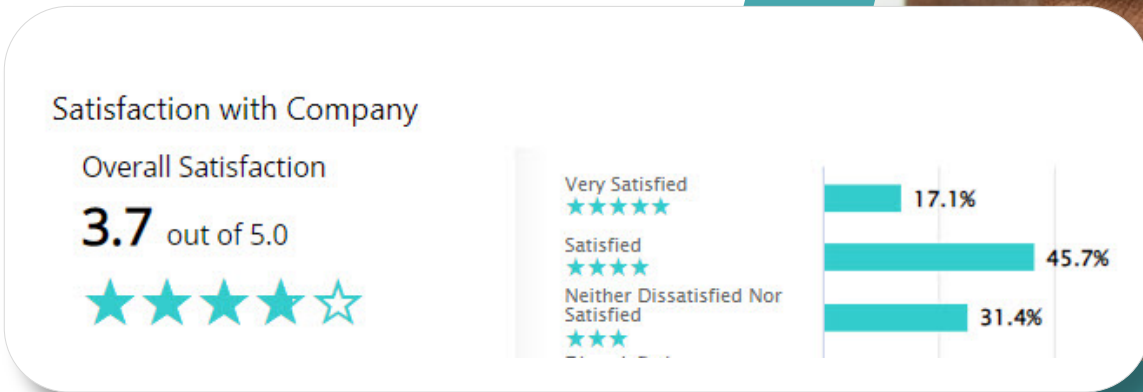 Satisfaction with Company
Overall Satisfaction
3.7 out of 5.0
Very Satisfied
17.1%
Satisfied
45.7%
Neither Dissatisfied Nor
Satisfied
31.4%